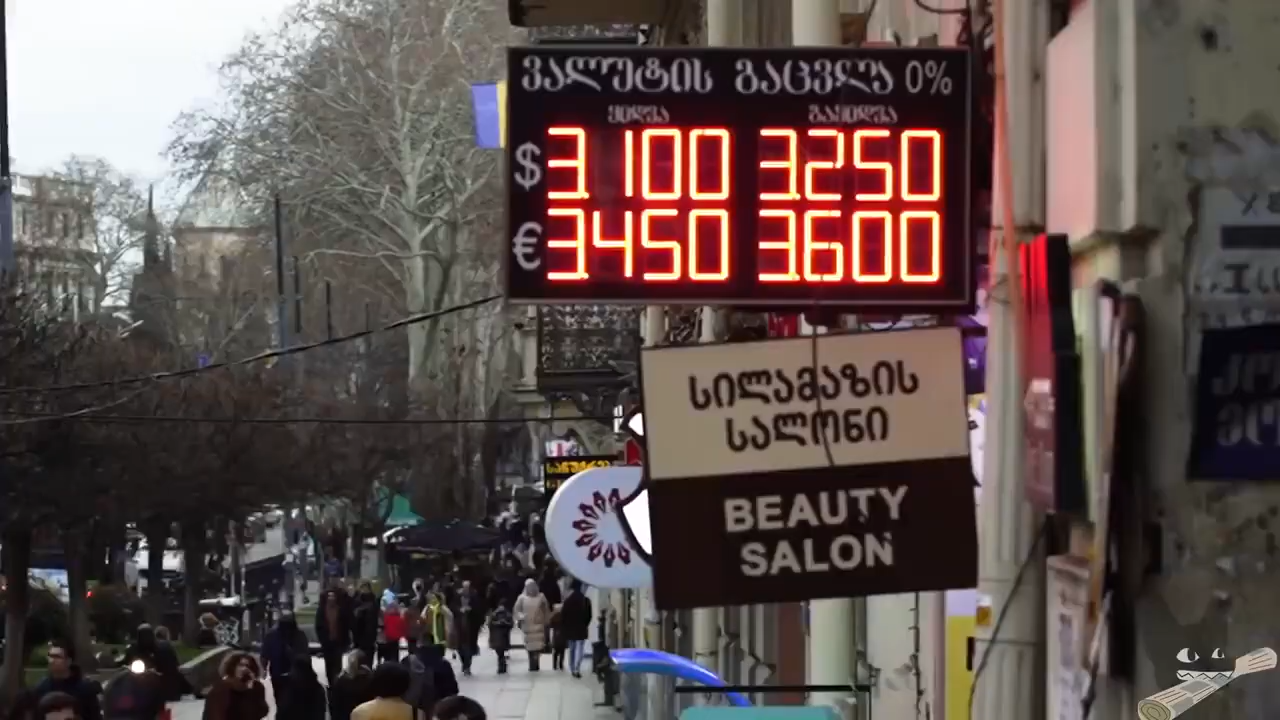 ვალუტის გაცვლა 0%
ყიდვა გაყიდვა
$ 3.100 3.250
€ 3.450 3.600
სილამაზის
სალონი
BEAUTY
SALON